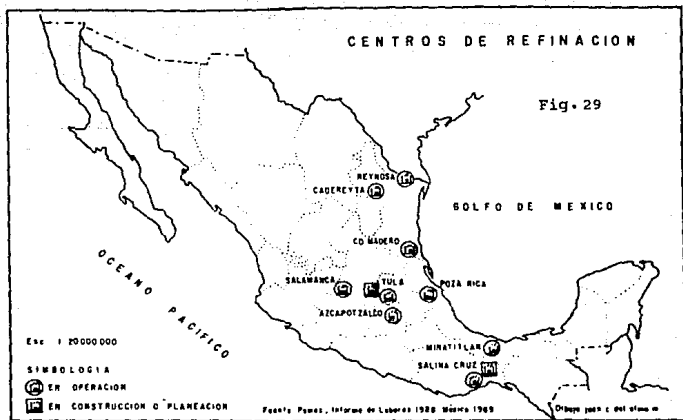 CENTROS DE REFINACION
Fig. 29
REYNOSA
CADEREYTA
GOLFO DE MEXICO
CD MADERO
OCEANO PACIFICO
SALAMANCA
TULA
POZA RICA
AZCAPOTZALCO
MINATITLAN
SALINA CRUZ
Esc 1:20000000
SIMBOLOGIA
EN OPERACION
EN CONSTRUCCION O PLANEACION
Fuente Pemex, Informe de Labores 1988 México 1989
Dibujo